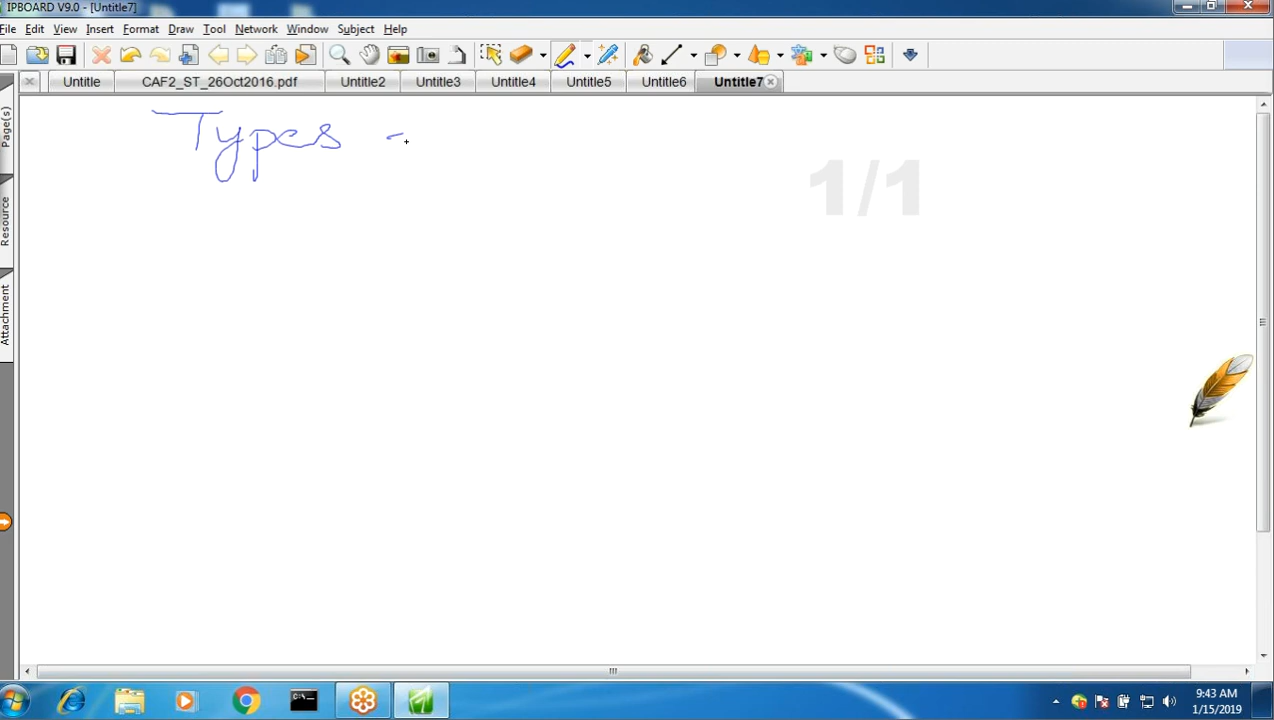 IPBOARD V9.0 - [Untitle7]
File Edit View Insert Format Draw Tool Network Window Subject Help
Untitle CAF2_ST_26Oct2016.pdf Untitle2 Untitle3 Untitle4 Untitle5 Untitle6 Untitle7
Page(s)
Resource
Attachment
Types -
1/1
9:43 AM
1/15/2019